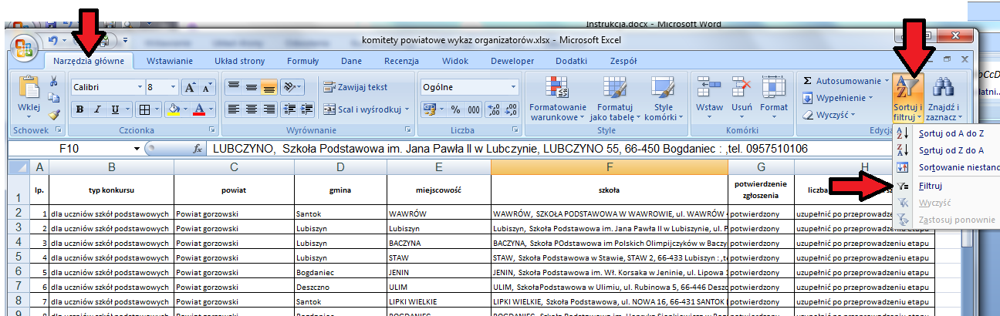 Instrukcja.docx - Microsoft Word
komitety powiatowe wykaz organizatorów.xlsx - Microsoft Excel
Narzędzia główne Wstawianie Układ strony Formuły Dane Recenzja Widok Deweloper Dodatki Zespół
Calibri 8 Zawijaj tekst Ogólne Σ Autosumowanie
Wklej B I U Scal i wyśrodkuj % 000 Formatowanie warunkowe Formatuj jako tabelę Style komórki Wstaw Usuń Format Wypełnienie Wyczyść Sortuj i filtruj Znajdź i zaznacz
Schowek Czcionka Wyrównanie Liczba Style Komórki Edycja
F10 fx LUBCZYNO, Szkoła Podstawowa im. Jana Pawła II w Lubczynie, LUBCZYNO 55, 66-450 Bogdaniec : ,tel. 0957510106
Sortuj od A do Z
Sortuj od Z do A
Sortowanie niestand
Filtruj
Wyczyść
Zastosuj ponownie
A B C D E F G H
1 lp. typ konkursu powiat gmina miejscowość szkoła potwierdzenie zgłoszenia liczba
2 1 dla uczniów szkół podstawowych Powiat gorzowski Santok WAWRÓW WAWRÓW, SZKOŁA PODSTAWOWA W WAWROWIE, ul. WAWRÓW potwierdzony uzupełnić po przeprowadzeni
3 2 dla uczniów szkół podstawowych Powiat gorzowski Lubiszyn Lubiszyn Lubiszyn, Szkoła Podstawowa im. Jana Pawła II w Lubiszynie, ul. P potwierdzony uzupełnić po przeprowadzeniu etapu
4 3 dla uczniów szkół podstawowych Powiat gorzowski Lubiszyn BACZYNA BACZYNA, Szkoła POdstawowa im Polskich Olimpijczyków w Baczy potwierdzony uzupełnić po przeprowadzeniu etapu
5 4 dla uczniów szkół podstawowych Powiat gorzowski Lubiszyn STAW STAW, Szkoła Podstawowa w Stawie, STAW 2, 66-433 Lubiszyn : ,te potwierdzony uzupełnić po przeprowadzeniu etapu
6 5 dla uczniów szkół podstawowych Powiat gorzowski Bogdaniec JENIN JENIN, Szkoła Podstawowa im. Wł. Korsaka w Jeninie, ul. Lipowa 1 potwierdzony uzupełnić po przeprowadzeniu etapu
7 6 dla uczniów szkół podstawowych Powiat gorzowski Deszczno ULIM ULIM, Szkoła Podstawowa w Ulimiu, ul. Rubinowa 5, 66-446 Deszc potwierdzony uzupełnić po przeprowadzeniu etapu
8 7 dla uczniów szkół podstawowych Powiat gorzowski Santok LIPKI WIELKIE LIPKI WIELKIE, Szkoła Podstawowa, ul. NOWA 16, 66-431 SANTOK ( potwierdzony uzupełnić po przeprowadzeniu etapu